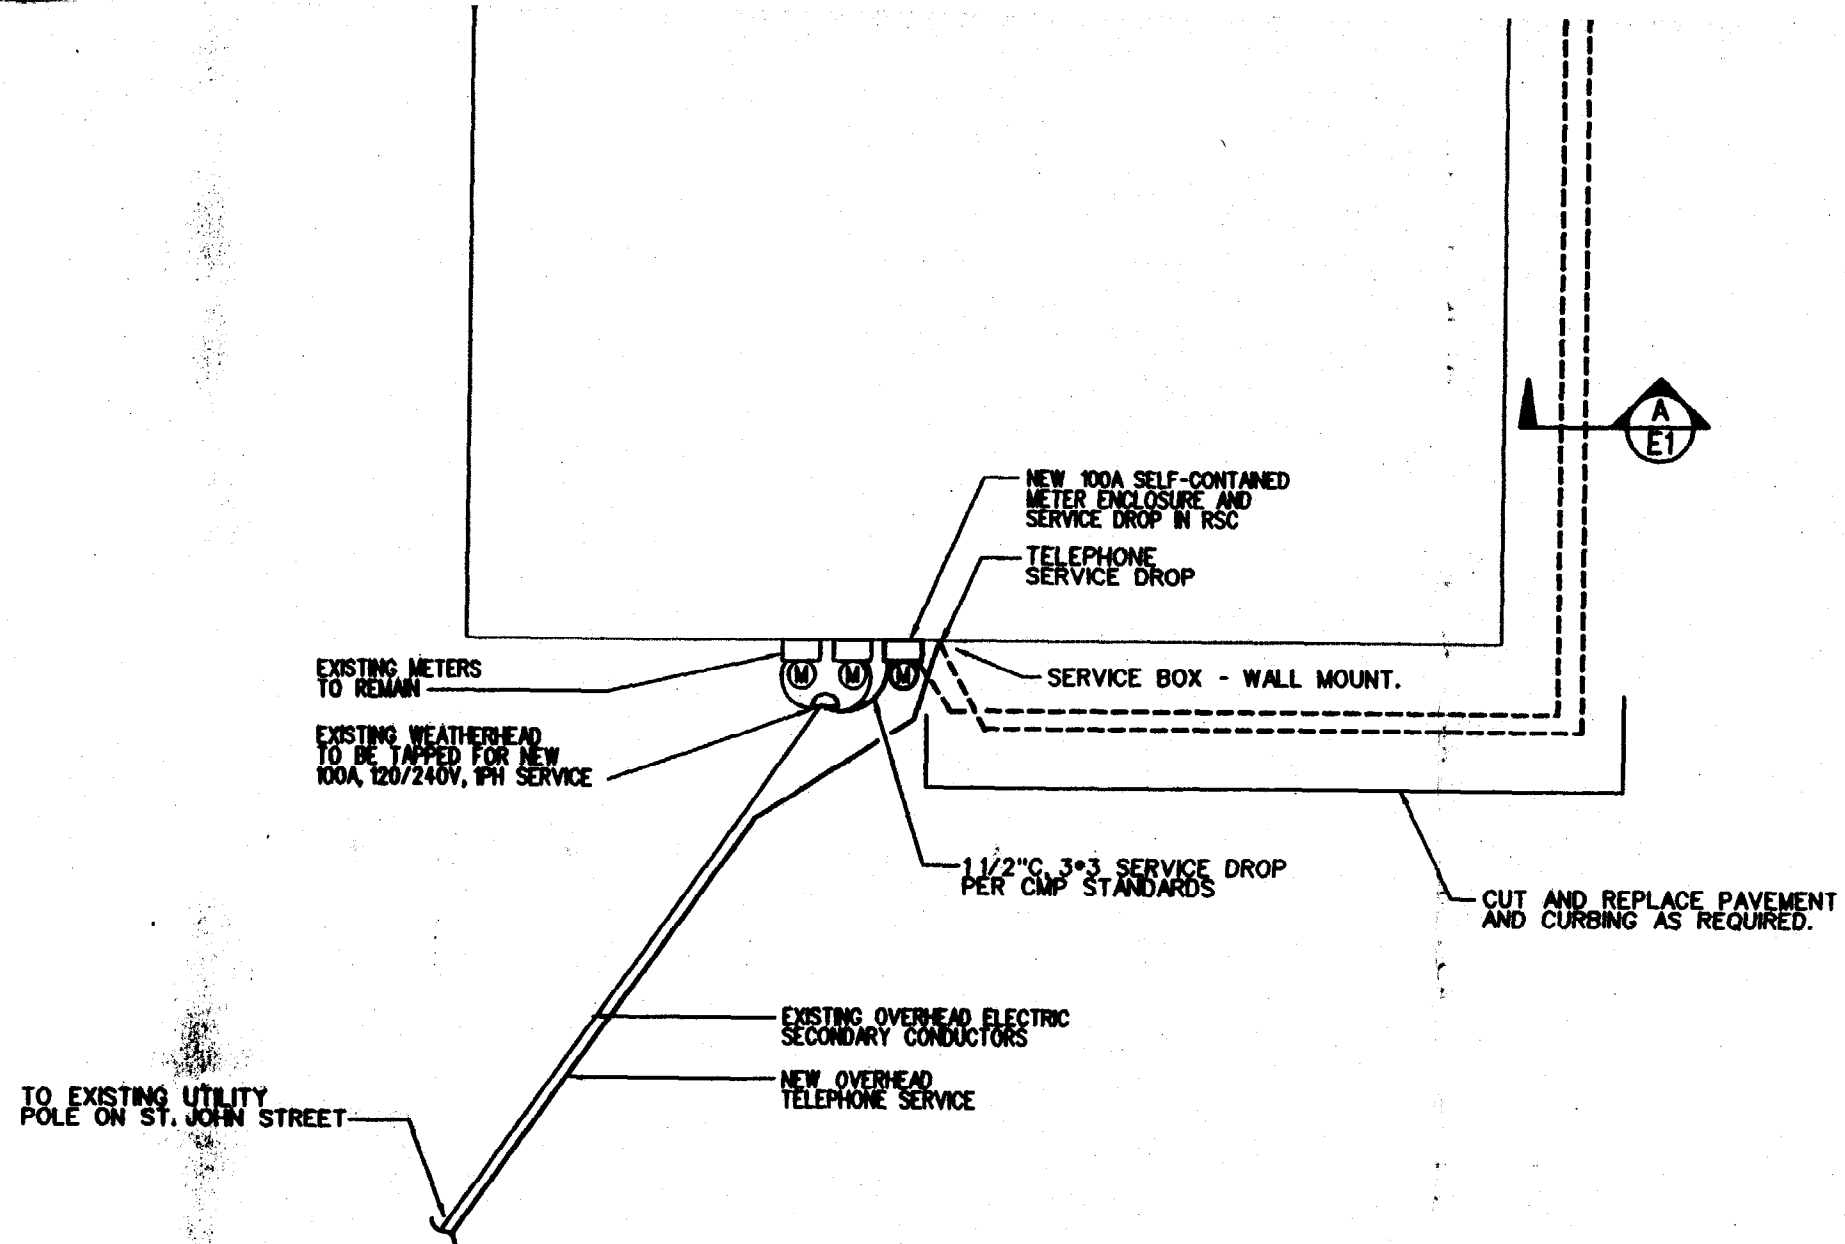 A
E1
NEW 100A SELF-CONTAINED
METER ENCLOSURE AND
SERVICE DROP IN RSC
TELEPHONE
SERVICE DROP
EXISTING METERS
TO REMAIN
M
M
M
SERVICE BOX - WALL MOUNT.
EXISTING WEATHERHEAD
TO BE TAPPED FOR NEW
100A, 120/240V, 1PH SERVICE
1 1/2"C, 3#3 SERVICE DROP
PER CMP STANDARDS
CUT AND REPLACE PAVEMENT
AND CURBING AS REQUIRED.
EXISTING OVERHEAD ELECTRIC
SECONDARY CONDUCTORS
NEW OVERHEAD
TELEPHONE SERVICE
TO EXISTING UTILITY
POLE ON ST. JOHN STREET